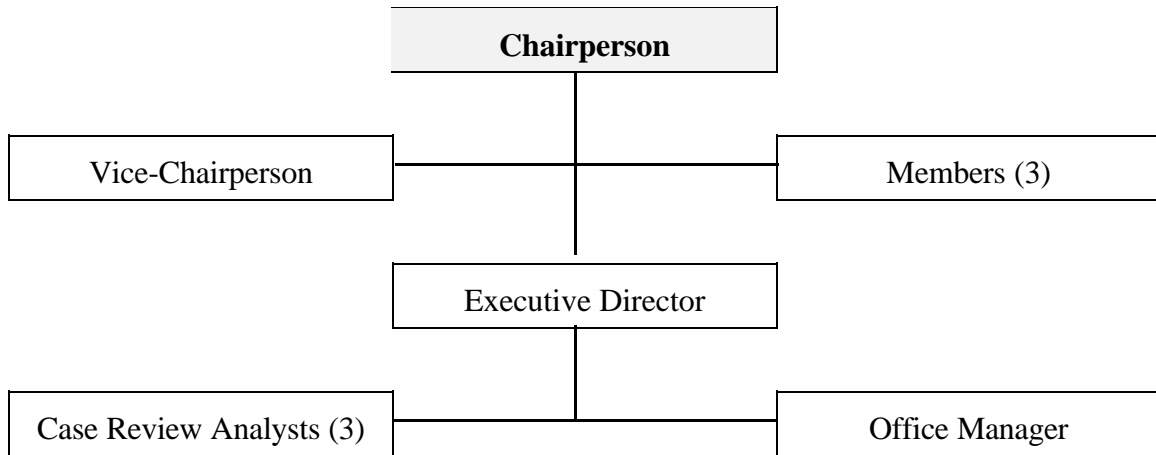 Chairperson
Vice-Chairperson
Members (3)
Executive Director
Case Review Analysts (3)
Office Manager